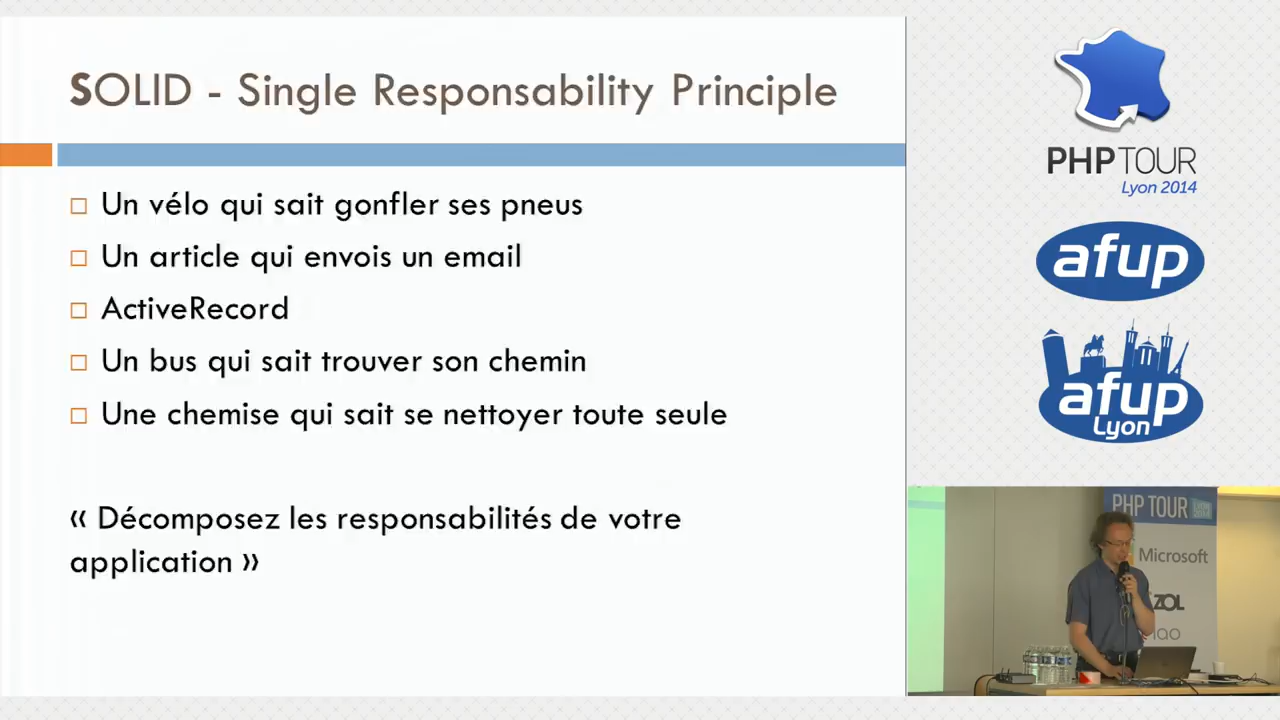 SOLID - Single Responsability Principle
Un vélo qui sait gonfler ses pneus
Un article qui envois un email
ActiveRecord
Un bus qui sait trouver son chemin
Une chemise qui sait se nettoyer toute seule
« Décomposez les responsabilités de votre
application »
PHP TOUR
Lyon 2014
afup
afup
Lyon
PHP TOUR
Microsoft
ZOL